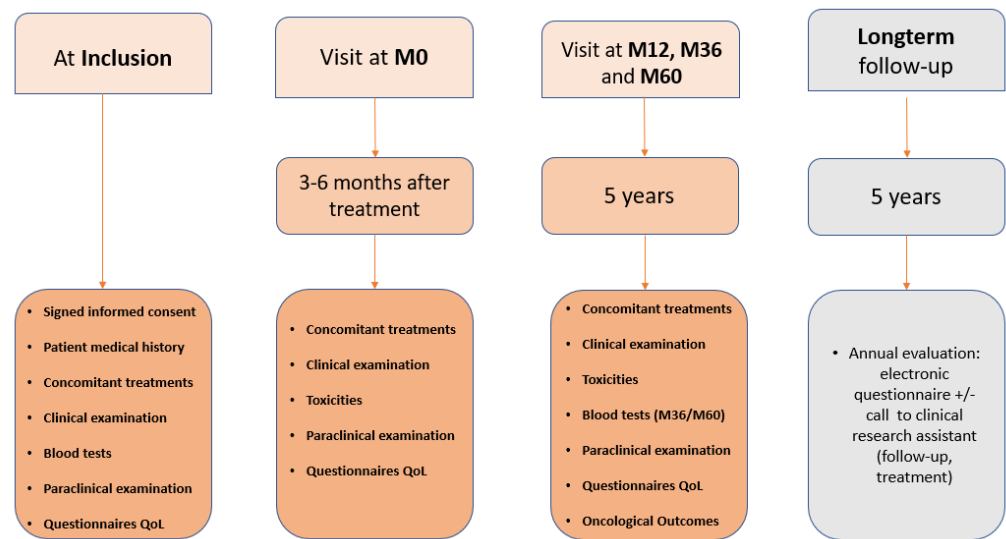 At Inclusion
3-6 months after
treatment
Visit at M0
Visit at M12, M36
and M60
Longterm
follow-up
5 years
5 years
• Signed informed consent
• Patient medical history
• Concomitant treatments
• Clinical examination
• Blood tests
• Paraclinical examination
• Questionnaires QoL
• Concomitant treatments
• Clinical examination
• Toxicities
• Paraclinical examination
• Questionnaires QoL
• Concomitant treatments
• Clinical examination
• Toxicities
• Blood tests (M36/M60)
• Paraclinical examination
• Questionnaires QoL
• Oncological Outcomes
• Annual evaluation:
electronic
questionnaire +/-
call to clinical
research assistant
(follow-up,
treatment)